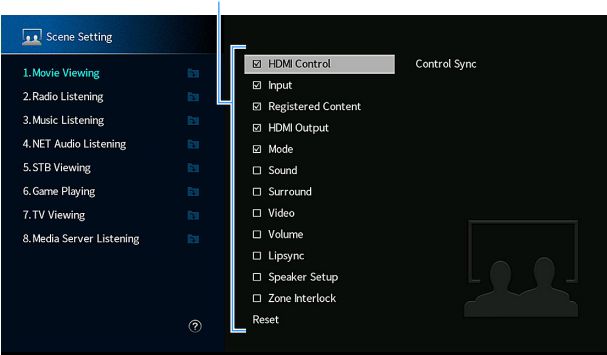 Scene Setting
1.Movie Viewing
2.Radio Listening
3.Music Listening
4.NET Audio Listening
5.STB Viewing
6.Game Playing
7.TV Viewing
8.Media Server Listening
?
HDMI Control
Control Sync
Input
Registered Content
HDMI Output
Mode
Sound
Surround
Video
Volume
Lipsync
Speaker Setup
Zone Interlock
Reset